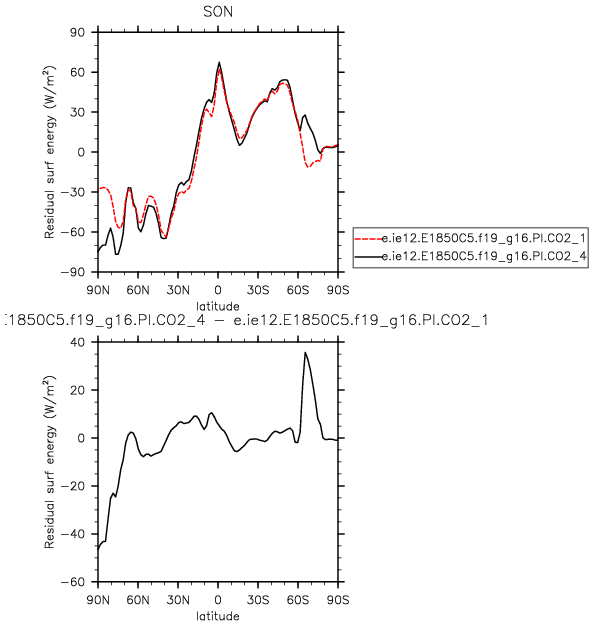 SON
90
60
30
0
−30
−60
−90
Residual surf energy (W/m²)
90N 60N 30N 0 30S 60S 90S
latitude
e.ie12.E1850C5.f19_g16.PI.CO2_1
e.ie12.E1850C5.f19_g16.PI.CO2_4
:1850C5.f19_g16.PI.CO2_4 − e.ie12.E1850C5.f19_g16.PI.CO2_1
40
20
0
−20
−40
−60
Residual surf energy (W/m²)
90N 60N 30N 0 30S 60S 90S
latitude